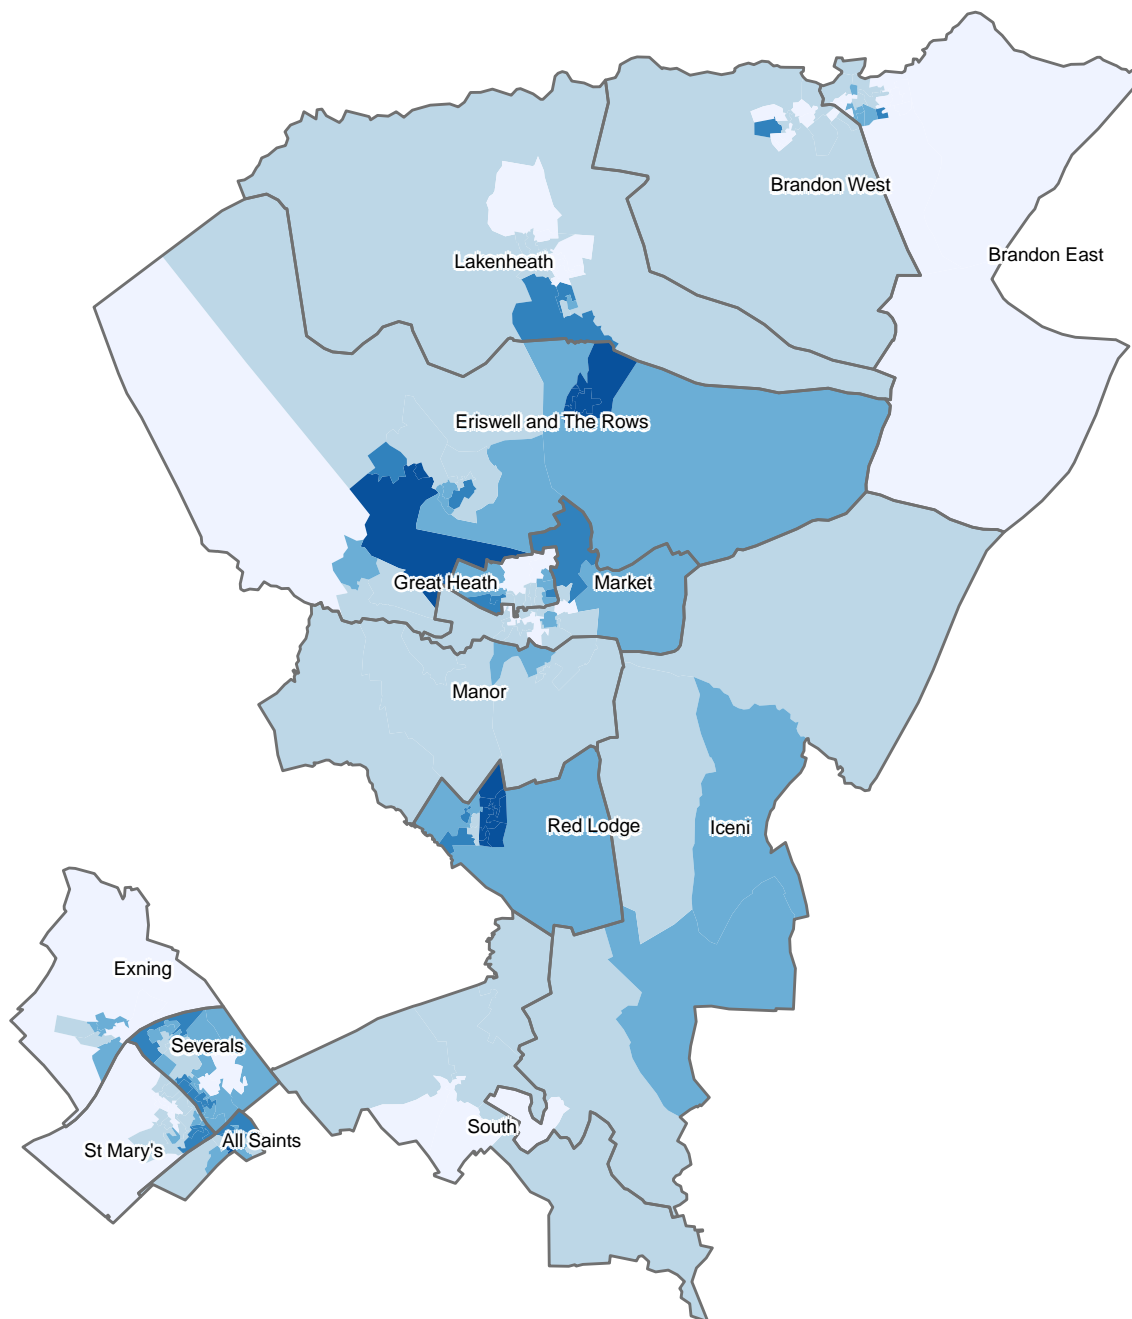 Brandon West
Brandon East
Lakenheath
Eriswell and The Rows
Great Heath
Market
Manor
Red Lodge
Iceni
Exning
Severals
South
All Saints
St Mary's